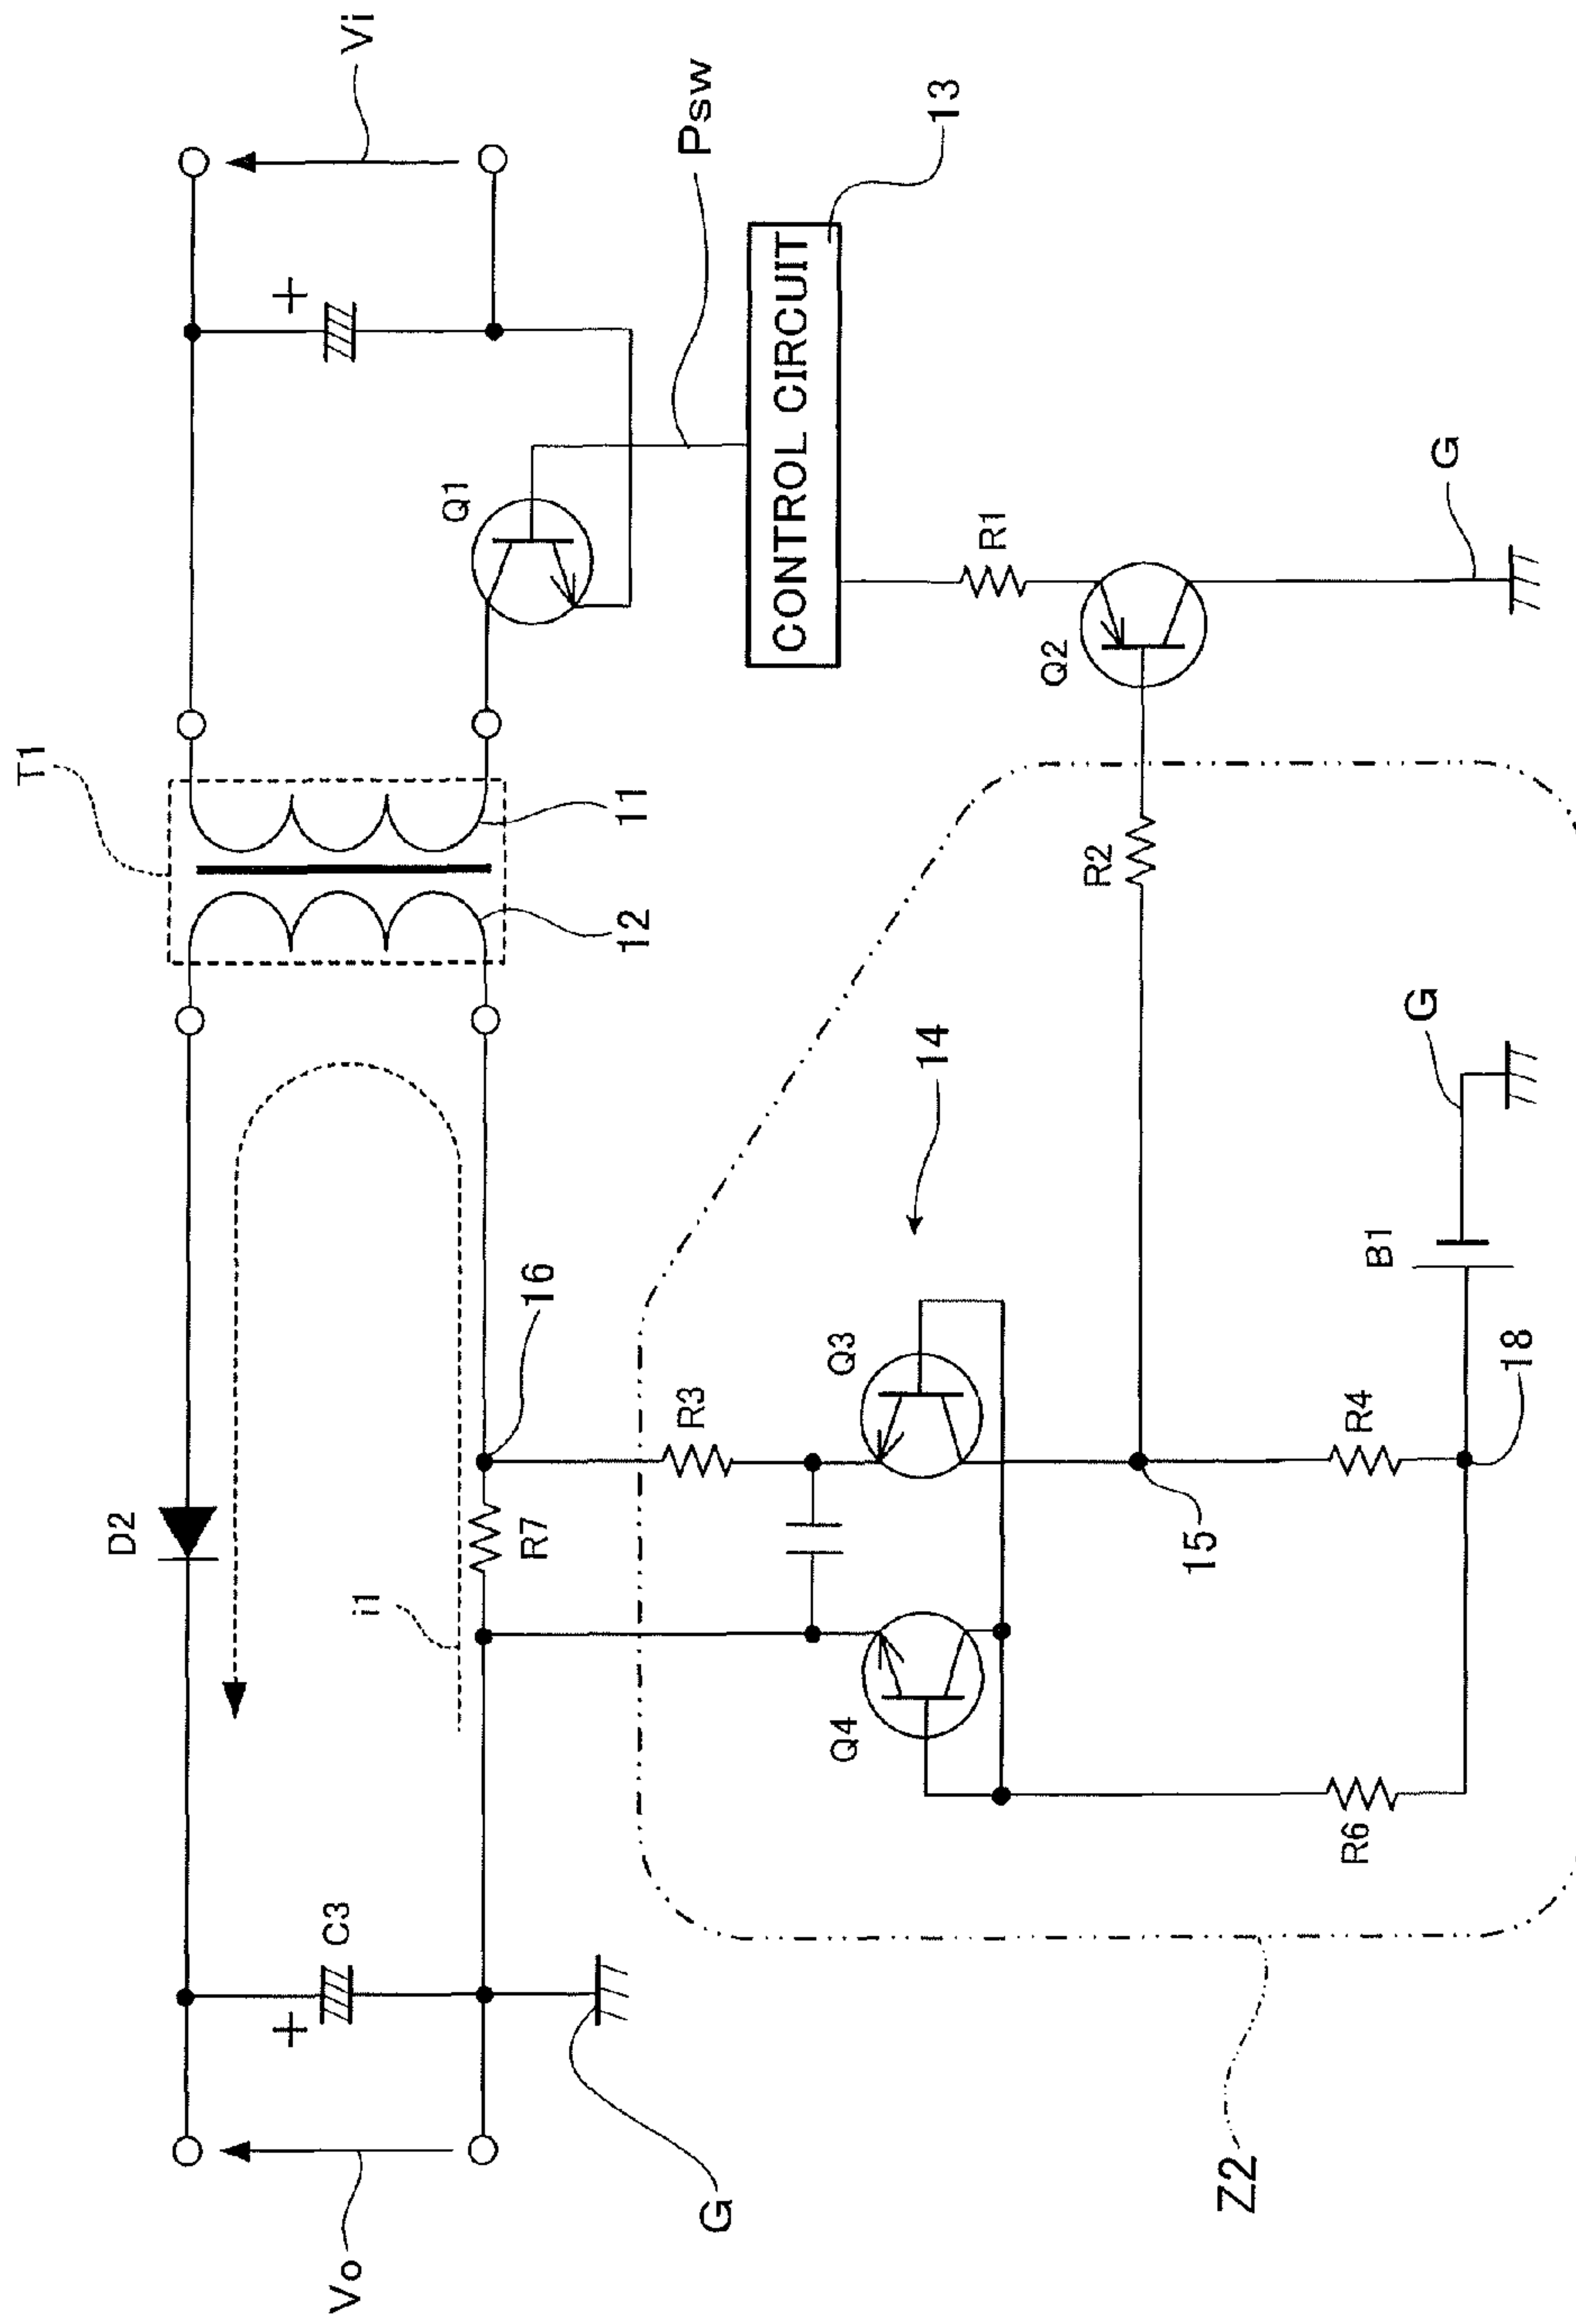 Vi
+
Psw
13
CONTROL CIRCUIT
Q1
R1
G
Q2
T1
11
12
R2
14
G
16
B1
Q3
18
R3
R4
D2
R7
15
i1
Q4
R6
C3
+
Z2
G
Vo